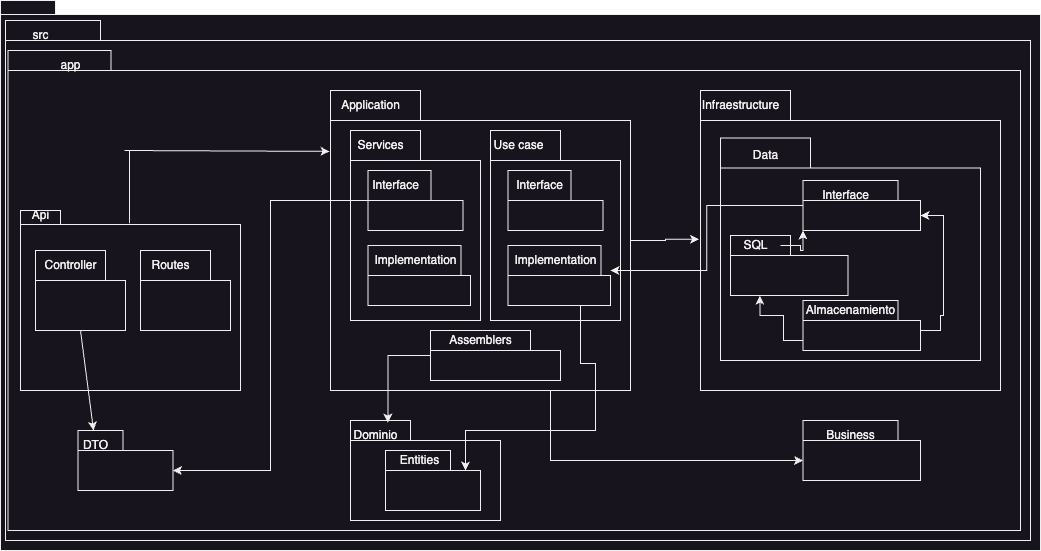 src
app
Application
Infraestructure
Services
Use case
Data
Interface
Interface
Interface
Api
SQL
Controller
Routes
Implementation
Implementation
Almacenamiento
Assemblers
DTO
Dominio
Business
Entities